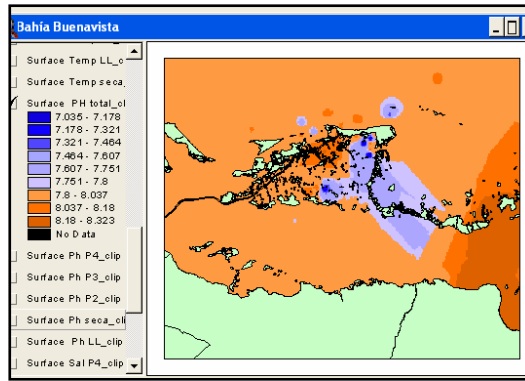 Bahía Buenavista
Surface Temp LL_c
Surface Temp seca_
Surface PH total_cl
7.035 - 7.178
7.178 - 7.321
7.321 - 7.464
7.464 - 7.607
7.607 - 7.751
7.751 - 7.8
7.8 - 8.037
8.037 - 8.18
8.18 - 8.323
No Data
Surface Ph P4_clip
Surface Ph P3_clip
Surface Ph P2_clip
Surface Ph seca_cli
Surface Ph LL_clip
Surface Sal P4_clip